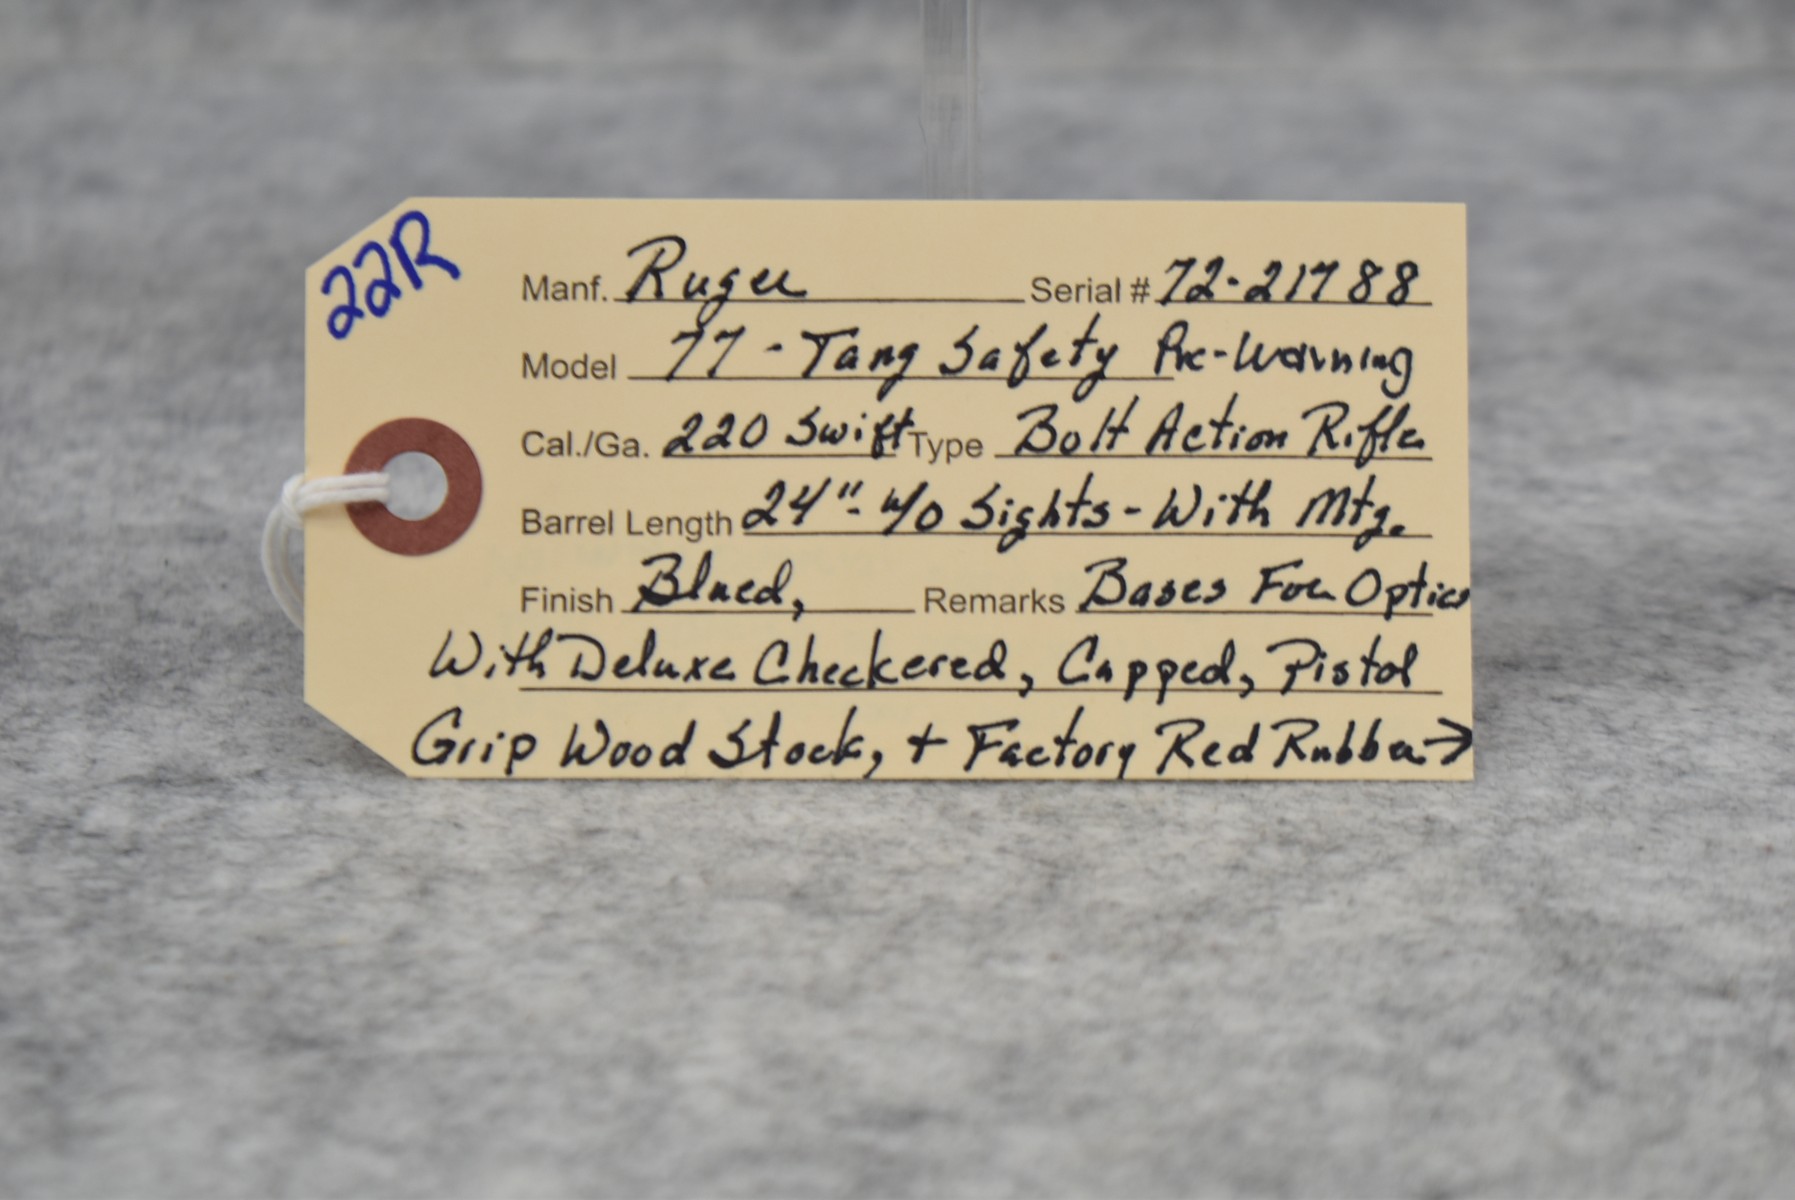 22R
Manf. Ruger Serial # 72-21788
Model 77 - Tang Safety Pre-Warning
Cal./Ga. 220 Swift Type Bolt Action Rifle
Barrel Length 24" - w/o Sights - With Mtg.
Finish Blued, Remarks Bases For Optics
With Deluxe Checkered, Capped, Pistol
Grip Wood Stock, + Factory Red Rubber →